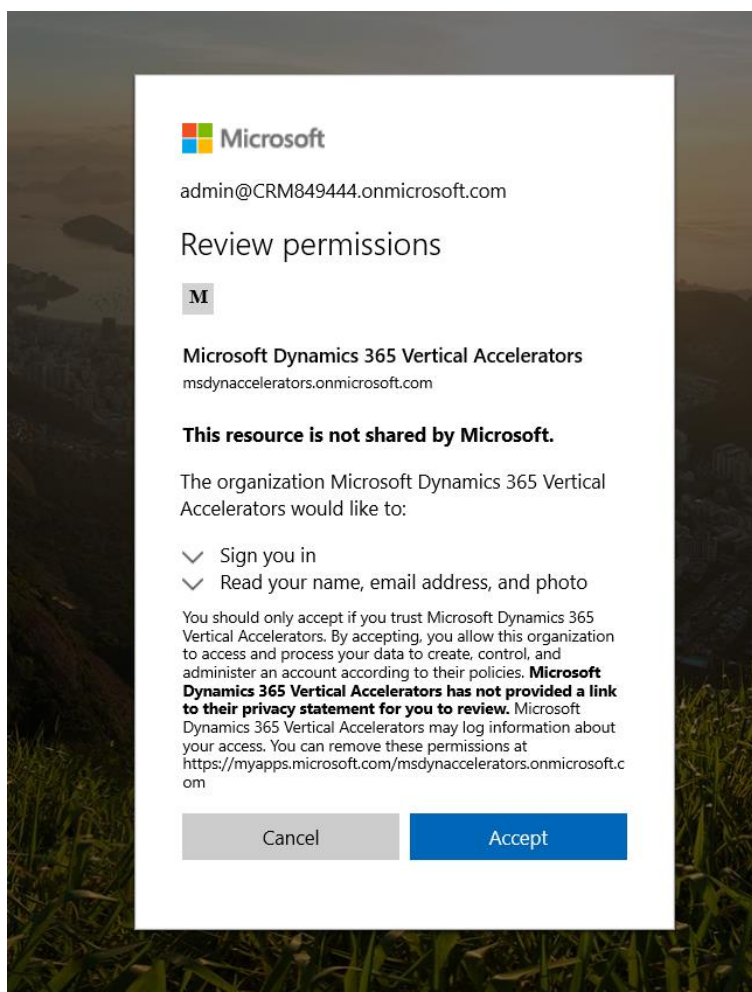 Microsoft
admin@CRM849444.onmicrosoft.com
Review permissions
M
Microsoft Dynamics 365 Vertical Accelerators
msdynaccelerators.onmicrosoft.com
This resource is not shared by Microsoft.
The organization Microsoft Dynamics 365 Vertical
Accelerators would like to:
Sign you in
Read your name, email address, and photo
You should only accept if you trust Microsoft Dynamics 365
Vertical Accelerators. By accepting, you allow this organization
to access and process your data to create, control, and
administer an account according to their policies. Microsoft
Dynamics 365 Vertical Accelerators has not provided a link
to their privacy statement for you to review. Microsoft
Dynamics 365 Vertical Accelerators may log information about
your access. You can remove these permissions at
https://myapps.microsoft.com/msdynaccelerators.onmicrosoft.c
om
Cancel
Accept